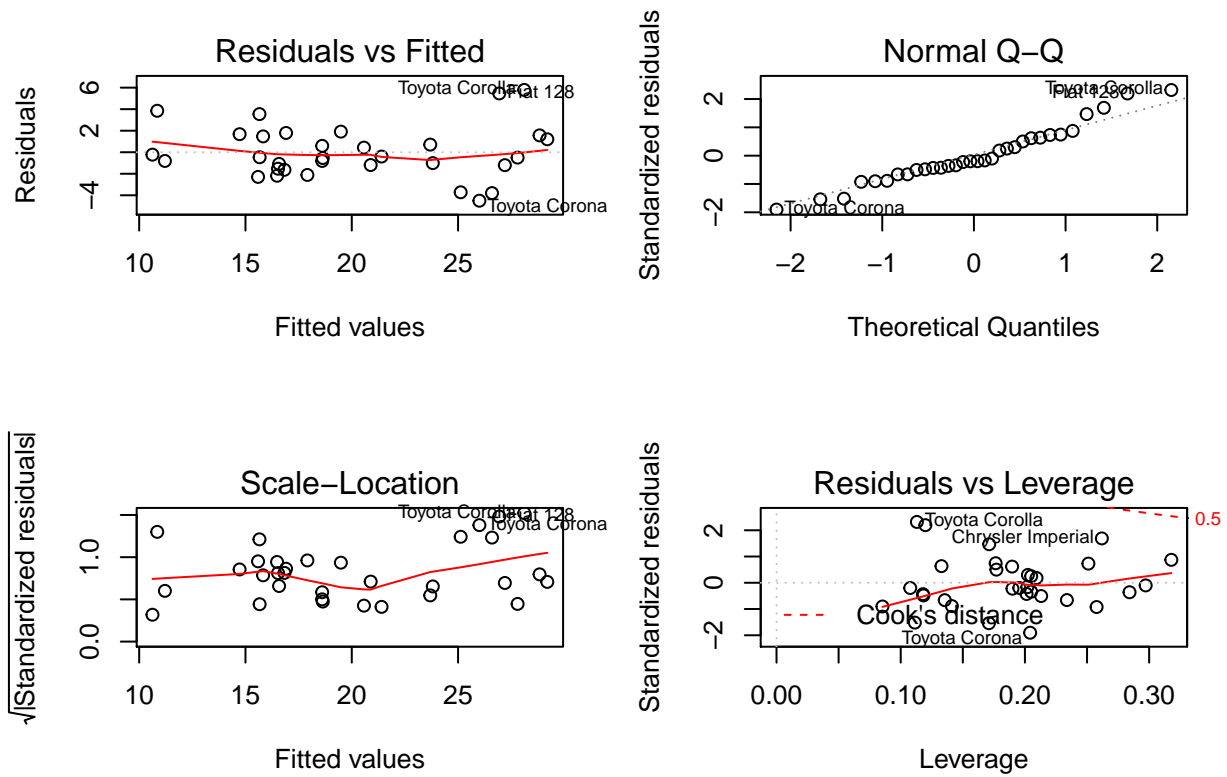 Residuals vs Fitted
Residuals
6
2
−4
Toyota Corolla
Fiat 128
Toyota Corona
10
15
20
25
Fitted values
Normal Q−Q
Standardized residuals
2
0
−2
Toyota Corolla
Fiat 128
Toyota Corona
−2
−1
0
1
2
Theoretical Quantiles
Scale−Location
√|Standardized residuals|
1.0
0.0
Toyota Corolla
Fiat 128
Toyota Corona
10
15
20
25
Fitted values
Residuals vs Leverage
Standardized residuals
2
0
−2
0.5
Toyota Corolla
Chrysler Imperial
Cook's distance
Toyota Corona
0.00
0.10
0.20
0.30
Leverage